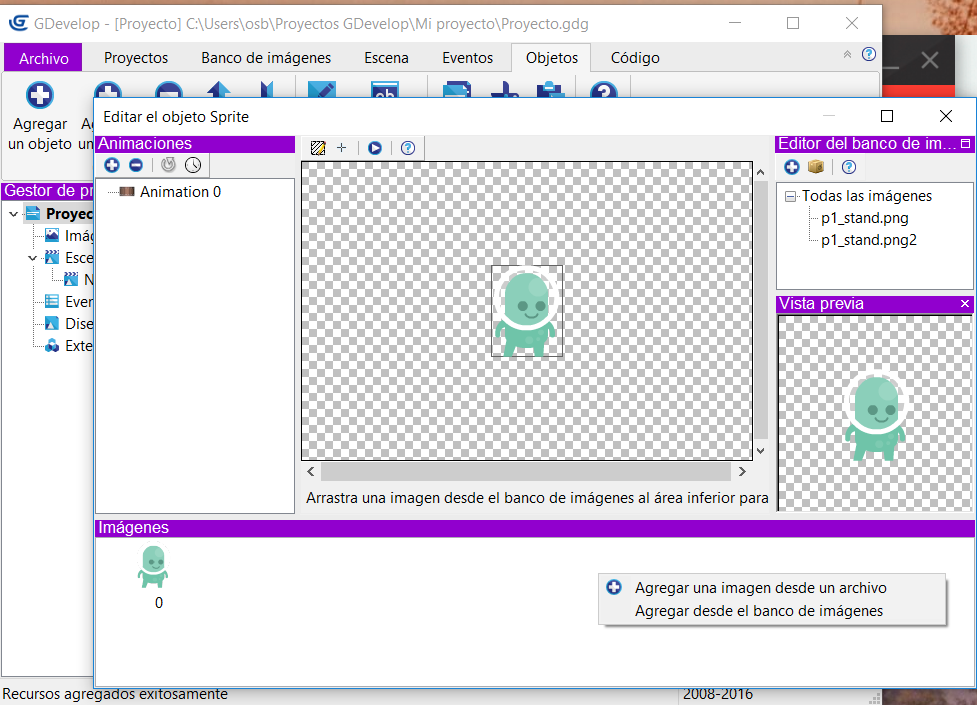 GDevelop - [Proyecto] C:\Users\osb\Proyectos GDevelop\Mi proyecto\Proyecto.gdg
Archivo Proyectos Banco de imágenes Escena Eventos Objetos Código
Agregar
un objeto
Editar el objeto Sprite
Animaciones
Animation 0
Editor del banco de im...
Todas las imágenes
p1_stand.png
p1_stand.png2
Vista previa
Gestor de pr
Proyec
Imág
Esce
N
Even
Dise
Exte
Arrastra una imagen desde el banco de imágenes al área inferior para
Imágenes
0
Agregar una imagen desde un archivo
Agregar desde el banco de imágenes
Recursos agregados exitosamente
2008-2016